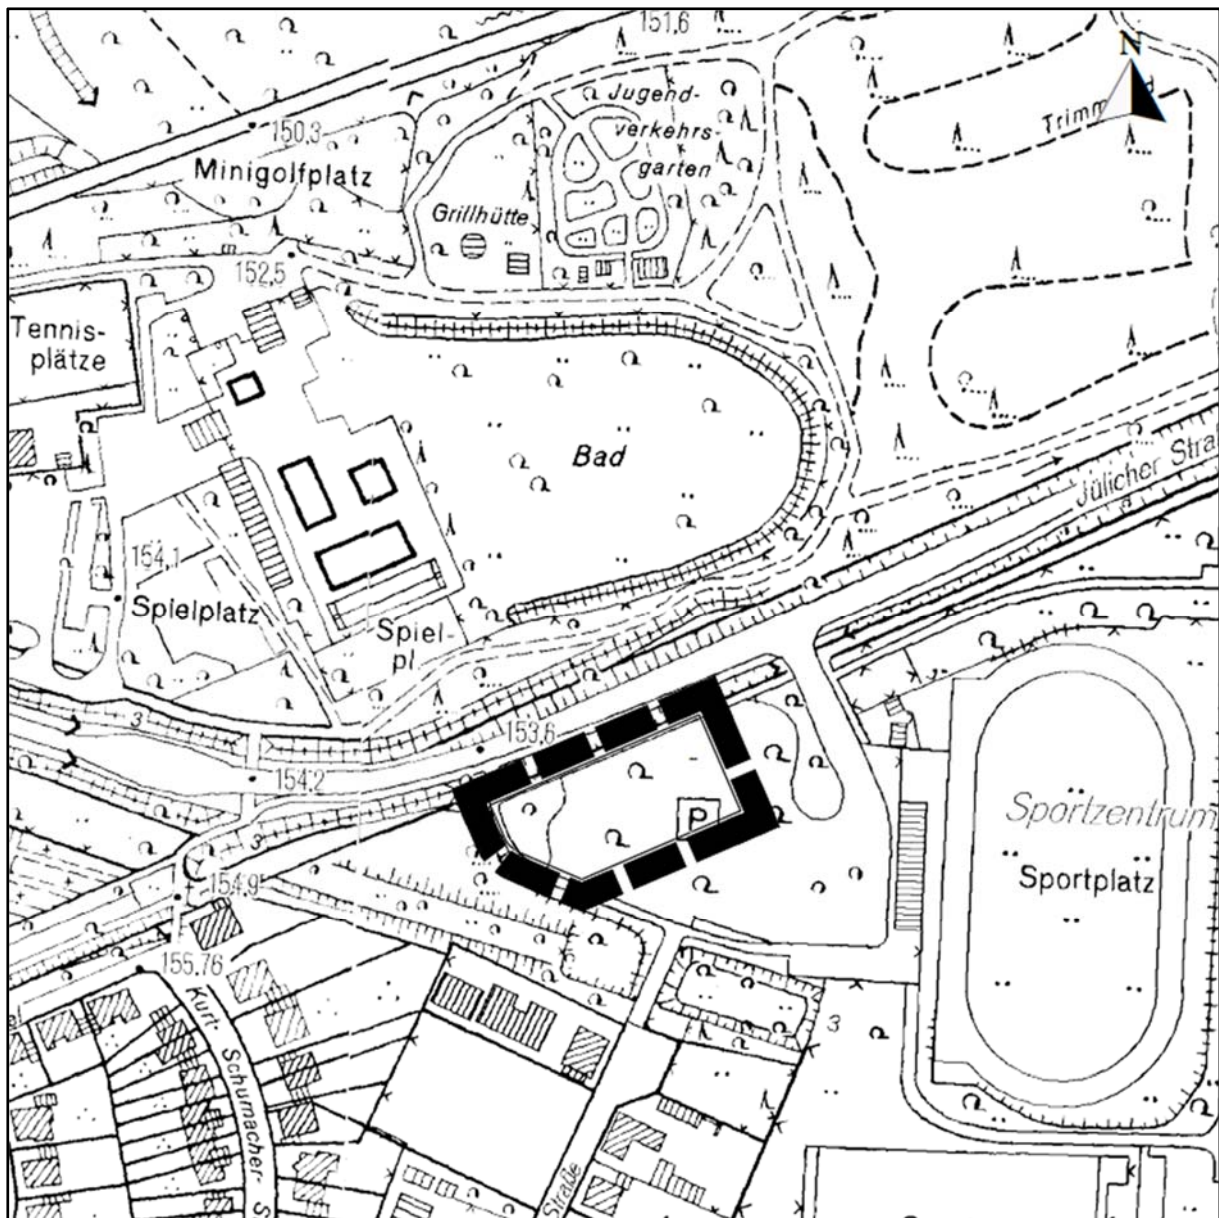 151,6
N
Jugend-
150,3
Trimm
verkehrs-
Minigolfplatz
garten
Grillhütte
152,5
Tennis-
plätze
Bad
Jülicher Stra
154,1
Spielplatz
Spiel-
pl.
3
153,6
154,2
P
Sportzentrum
3
Sportplatz
154,9
155,76
Kurt-
Schumacher-
S
3
Straße